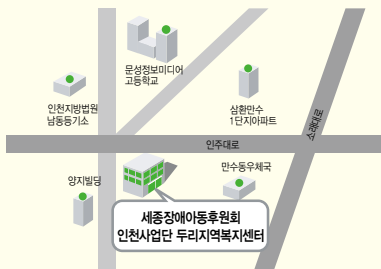 문성정보미디어
고등학교
인천지방법원
남동등기소
삼환만수
1단지아파트
소래대로
인주대로
양지빌딩
만수동우체국
세종장애아동후원회
인천사업단 두리지역복지센터